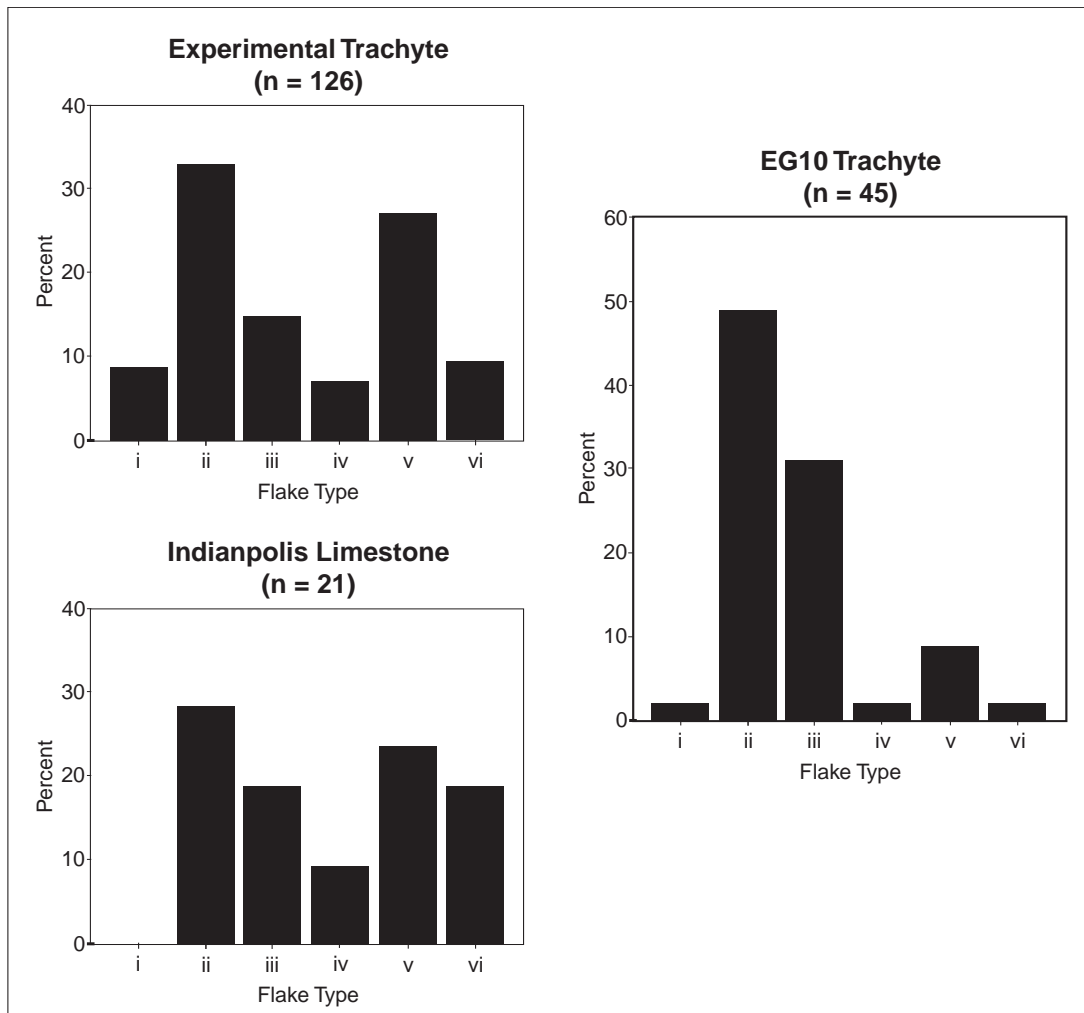 Experimental Trachyte
(n = 126)
40
30
20
10
0
Percent
i ii iii iv v vi
Flake Type
Indianpolis Limestone
(n = 21)
40
30
20
10
0
Percent
i ii iii iv v vi
Flake Type
EG10 Trachyte
(n = 45)
60
50
40
30
20
10
0
Percent
i ii iii iv v vi
Flake Type